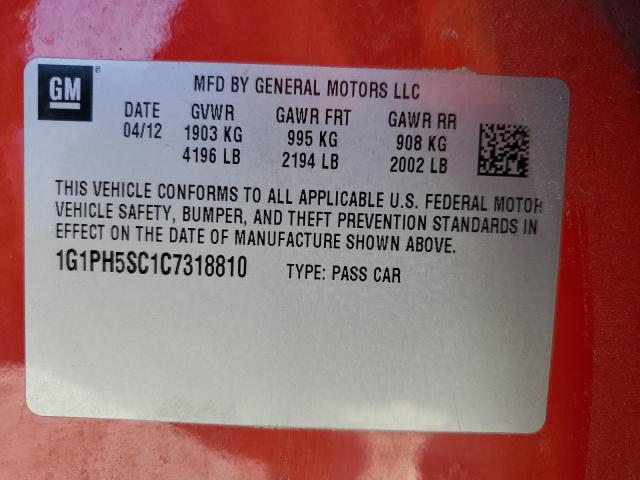 GM ®
MFD BY GENERAL MOTORS LLC
DATE GVWR GAWR FRT GAWR RR
04/12 1903 KG 995 KG 908 KG
4196 LB 2194 LB 2002 LB
THIS VEHICLE CONFORMS TO ALL APPLICABLE U.S. FEDERAL MOTOR
VEHICLE SAFETY, BUMPER, AND THEFT PREVENTION STANDARDS IN
EFFECT ON THE DATE OF MANUFACTURE SHOWN ABOVE.
1G1PH5SC1C7318810 TYPE: PASS CAR